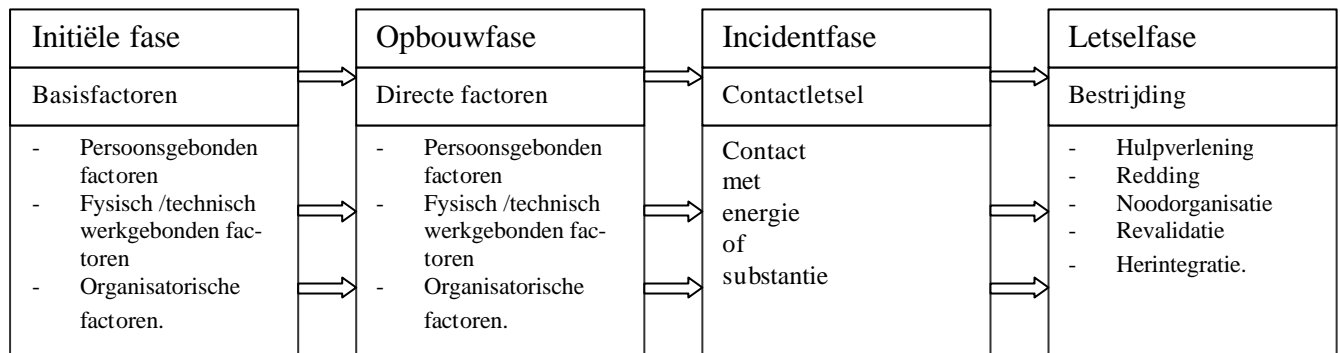 Initiële fase
Basisfactoren
- Persoonsgebonden
factoren
- Fysisch /technisch
werkgebonden fac-
toren
- Organisatorische
factoren.
Opbouwfase
Directe factoren
- Persoonsgebonden
factoren
- Fysisch /technisch
werkgebonden fac-
toren
- Organisatorische
factoren.
Incidentfase
Contactletsel
Contact
met
energie
of
substantie
Letselfase
Bestrijding
- Hulpverlening
- Redding
- Noodorganisatie
- Revalidatie
- Herintegratie.